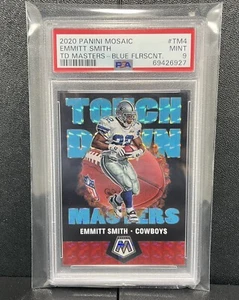 2020 PANINI MOSAIC #TM4
EMMITT SMITH MINT
TD MASTERS-BLUE FLRSCNT. 9
PSA 69426927
TOUCH
DOWN
22
MASTERS
EMMITT SMITH · COWBOYS
M